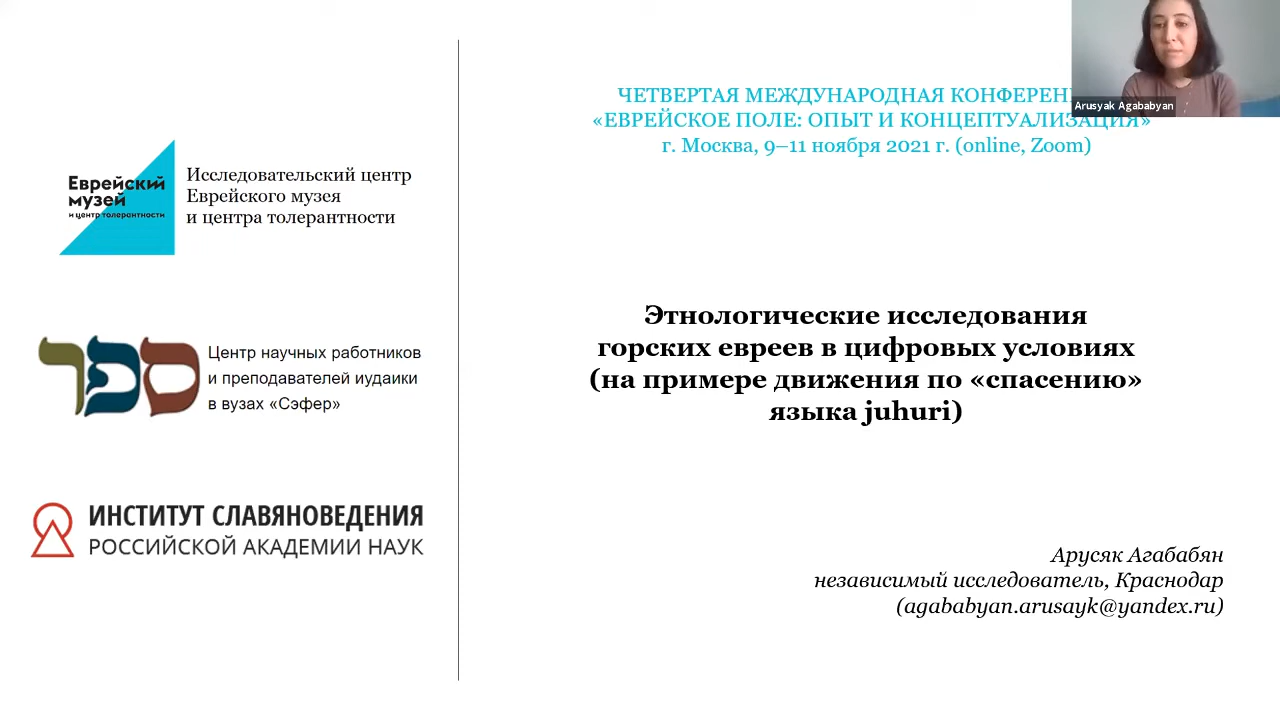 Еврейский
музей
и центр толерантности
Исследовательский центр
Еврейского музея
и центра толерантности
ספר
Центр научных работников
и преподавателей иудаики
в вузах «Сэфер»
ИНСТИТУТ СЛАВЯНОВЕДЕНИЯ
РОССИЙСКОЙ АКАДЕМИИ НАУК
ЧЕТВЕРТАЯ МЕЖДУНАРОДНАЯ
«ЕВРЕЙСКОЕ ПОЛЕ: ОПЫТ И КОНЦЕПТУАЛИЗАЦИЯ»
г. Москва, 9–11 ноября 2021 г. (online, Zoom)
Arusyak Agababyan
Этнологические исследования
горских евреев в цифровых условиях
(на примере движения по «спасению»
языка juhuri)
Арусяк Агабабян
независимый исследователь, Краснодар
(agababyan.arusayk@yandex.ru)